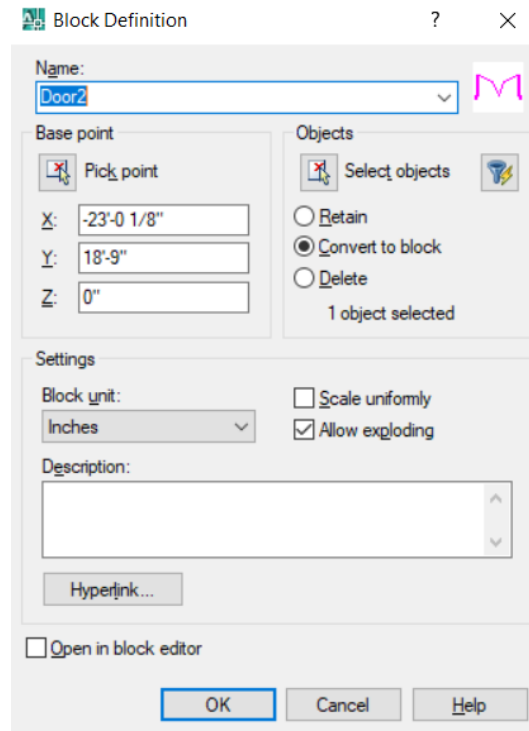 Block Definition ?
Name:
Door2
Base point
Pick point
X: -23'-0 1/8"
Y: 18'-9"
Z: 0"
Objects
Select objects
Retain
Convert to block
Delete
1 object selected
Settings
Block unit:
Inches
Scale uniformly
Allow exploding
Description:
Hyperlink...
Open in block editor
OK Cancel Help